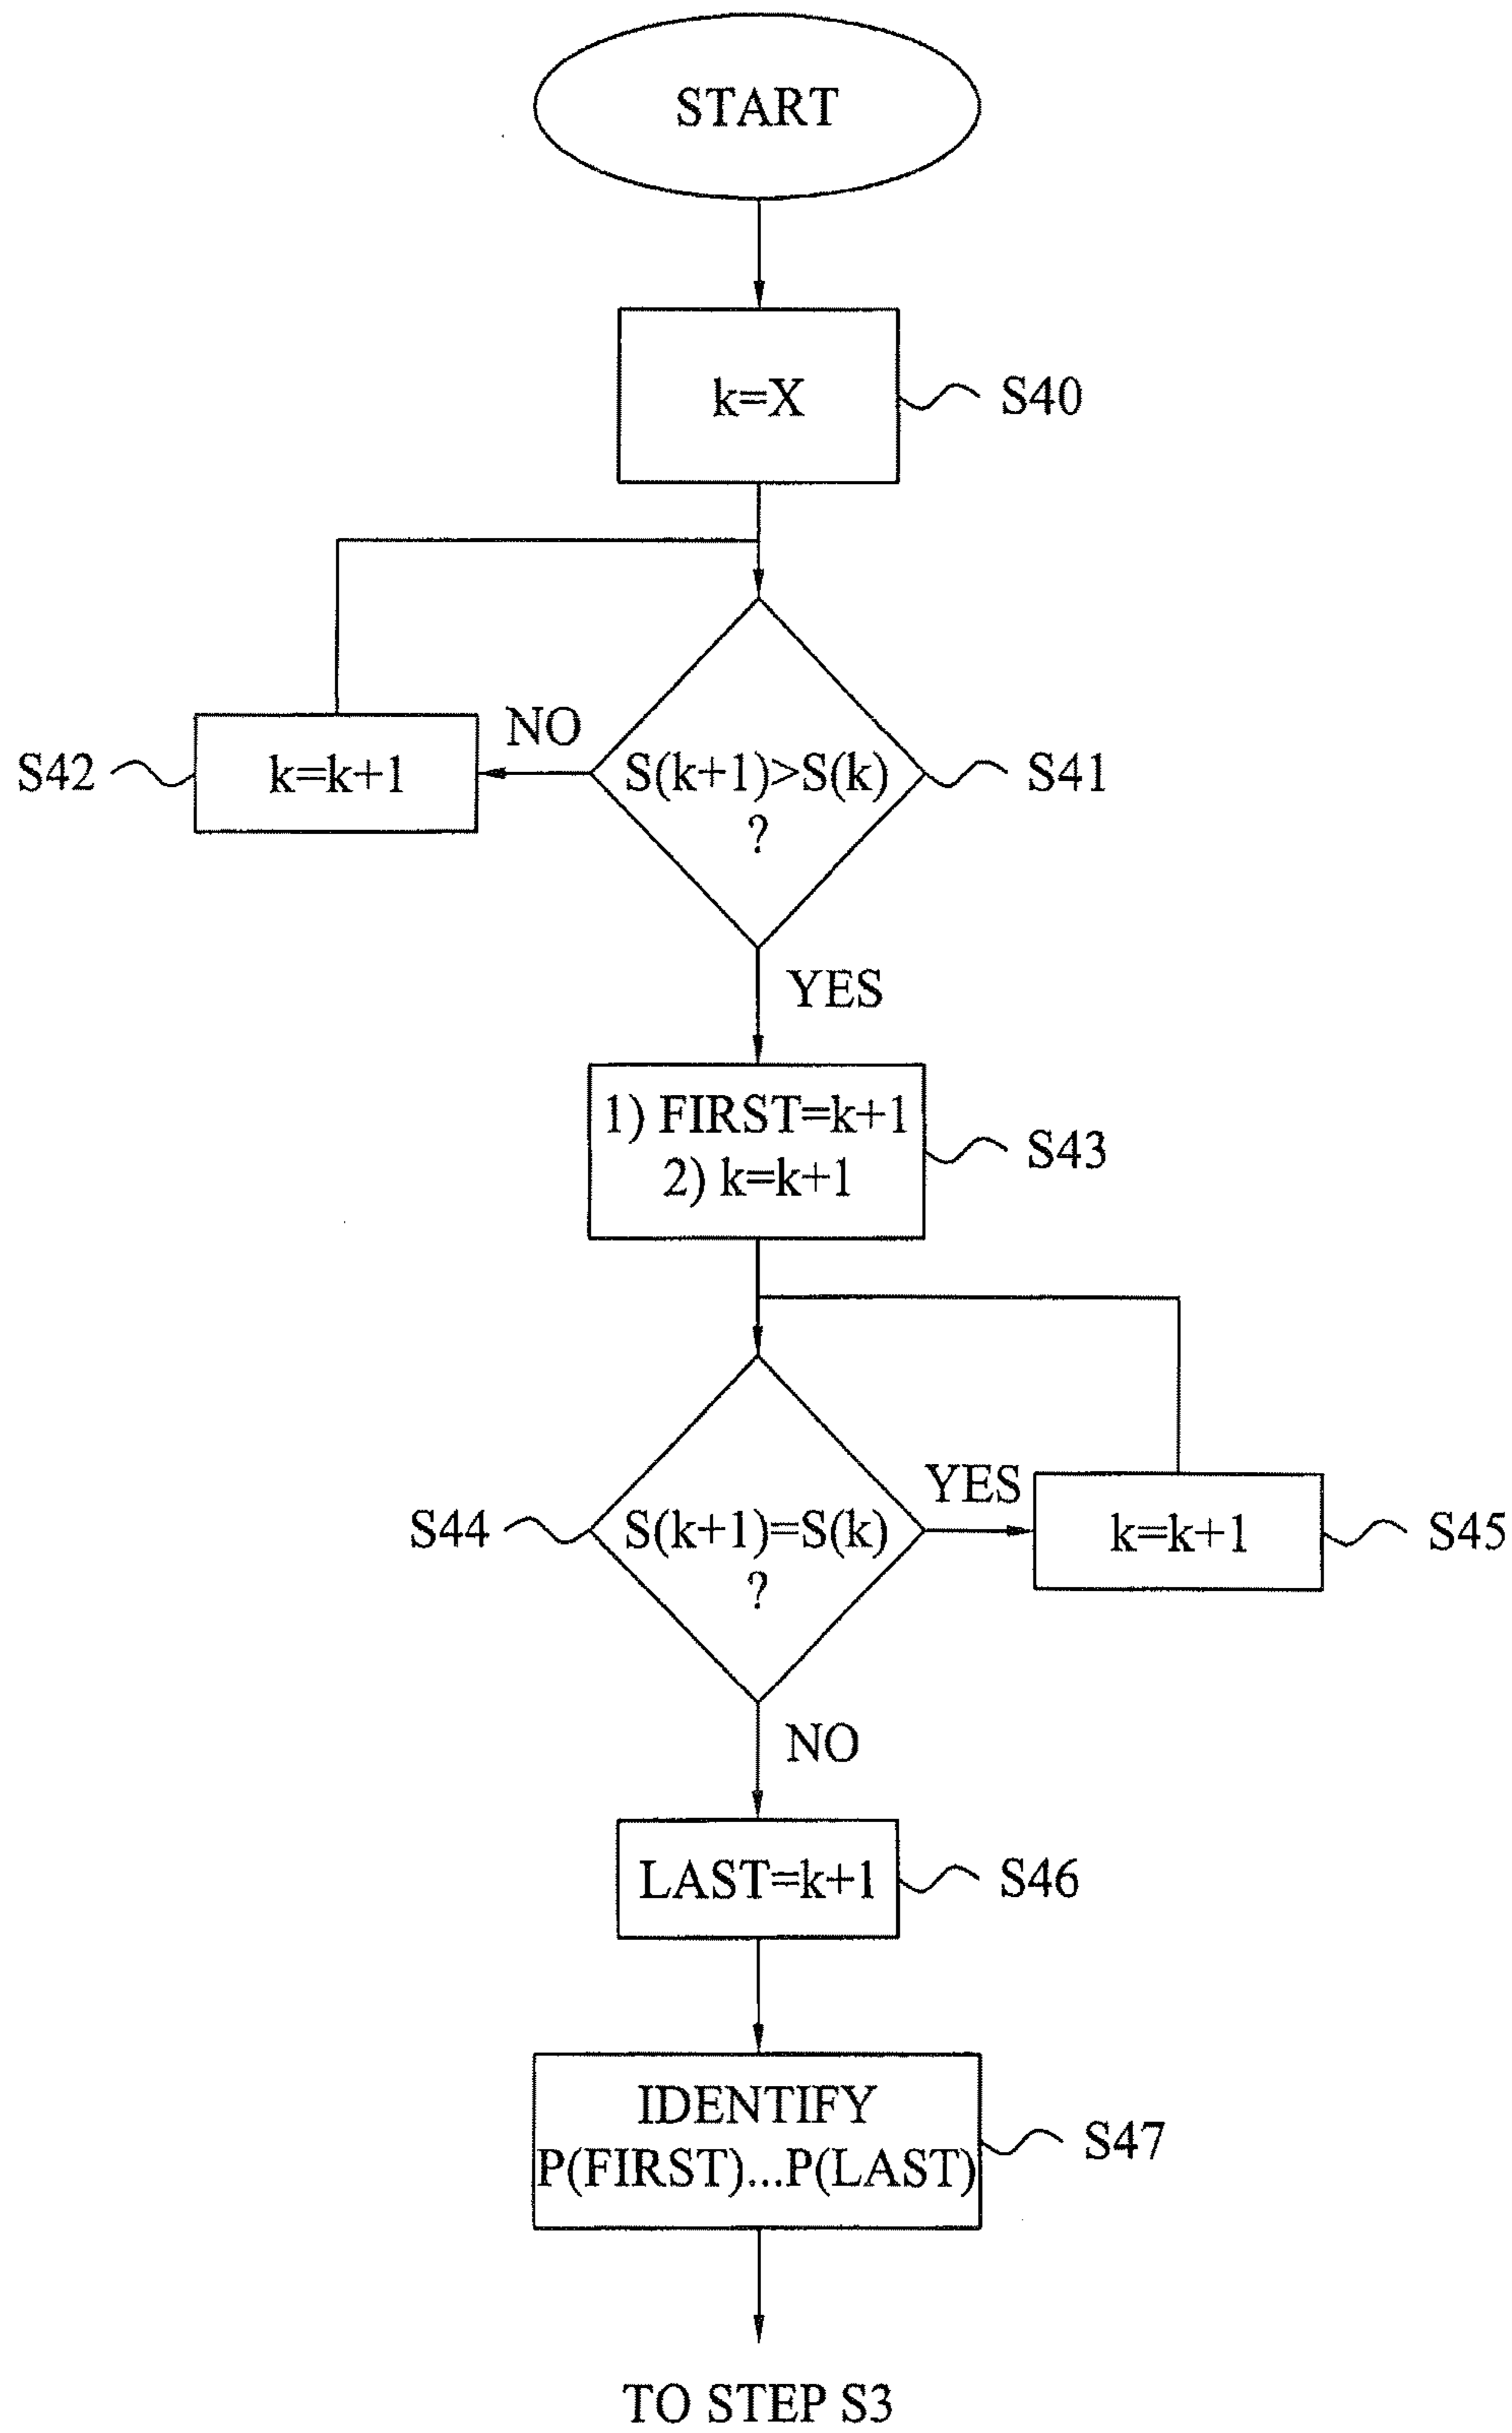 START
k=X
S40
NO
S42
k=k+1
S(k+1)>S(k)
?
S41
YES
1) FIRST=k+1
2) k=k+1
S43
S44
S(k+1)=S(k)
?
YES
k=k+1
S45
NO
LAST=k+1
S46
IDENTIFY
P(FIRST)...P(LAST)
S47
TO STEP S3